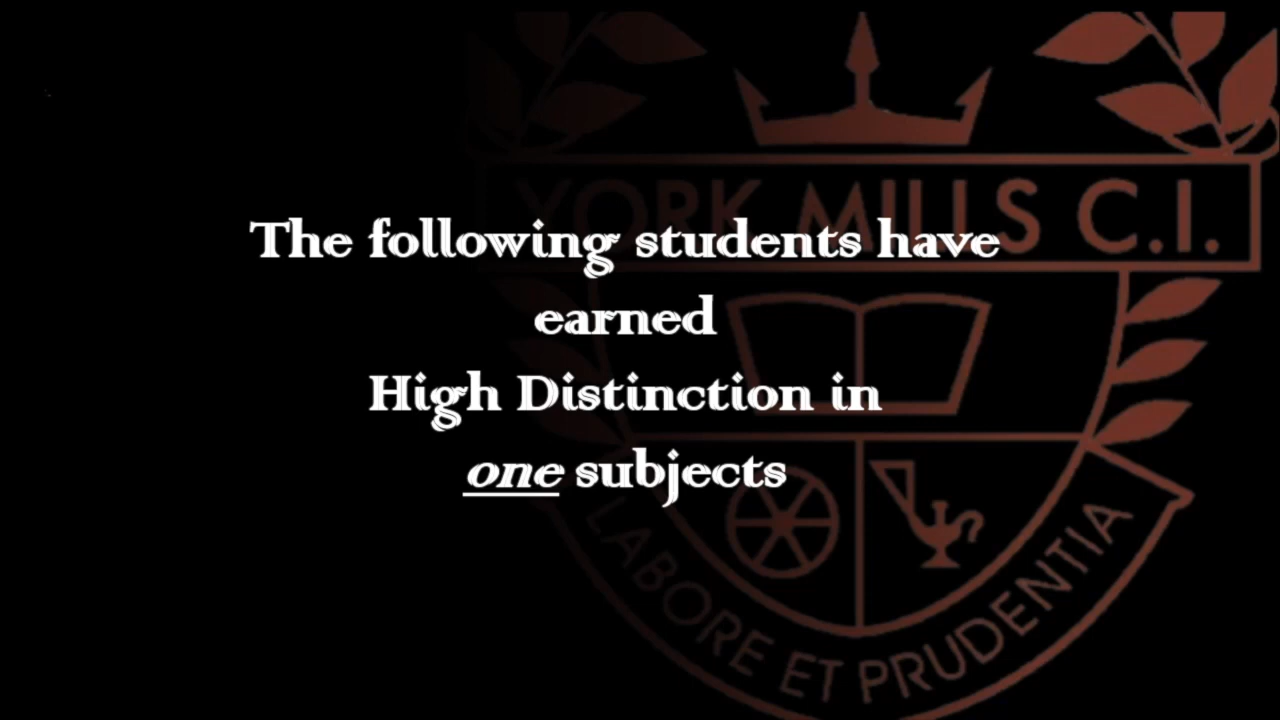 YORK MILLS C.I.
The following students have
earned
High Distinction in
one subjects
LABORE ET PRUDENTIA